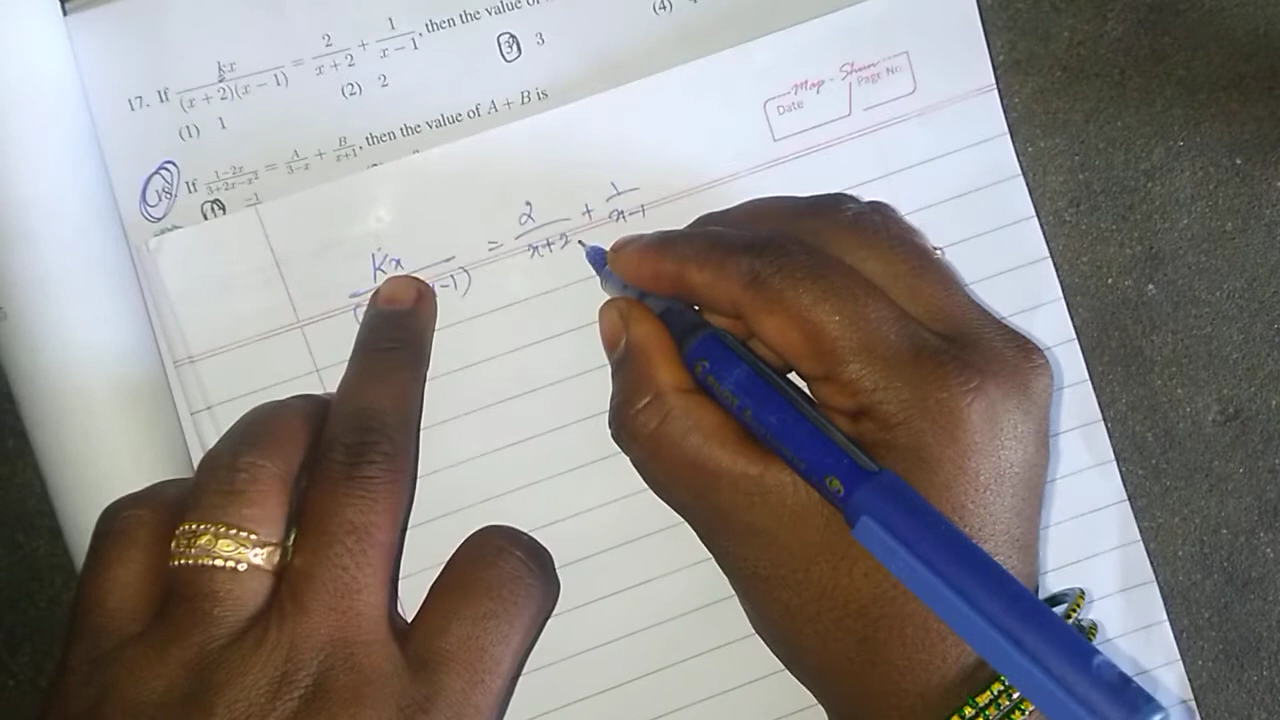 17. If kx/((x + 2)(x − 1)) = 2/(x + 2) + 1/(x − 1), then the value of
(1) 1 (2) 2 (3) 3 (4)
18. If (1−2x)/(3+2x−x²) = A/(3−x) + B/(x+1), then the value of A + B is
−1
Date
Page No
Kx = 2/(x+2) + 1/(x-1)
-1)